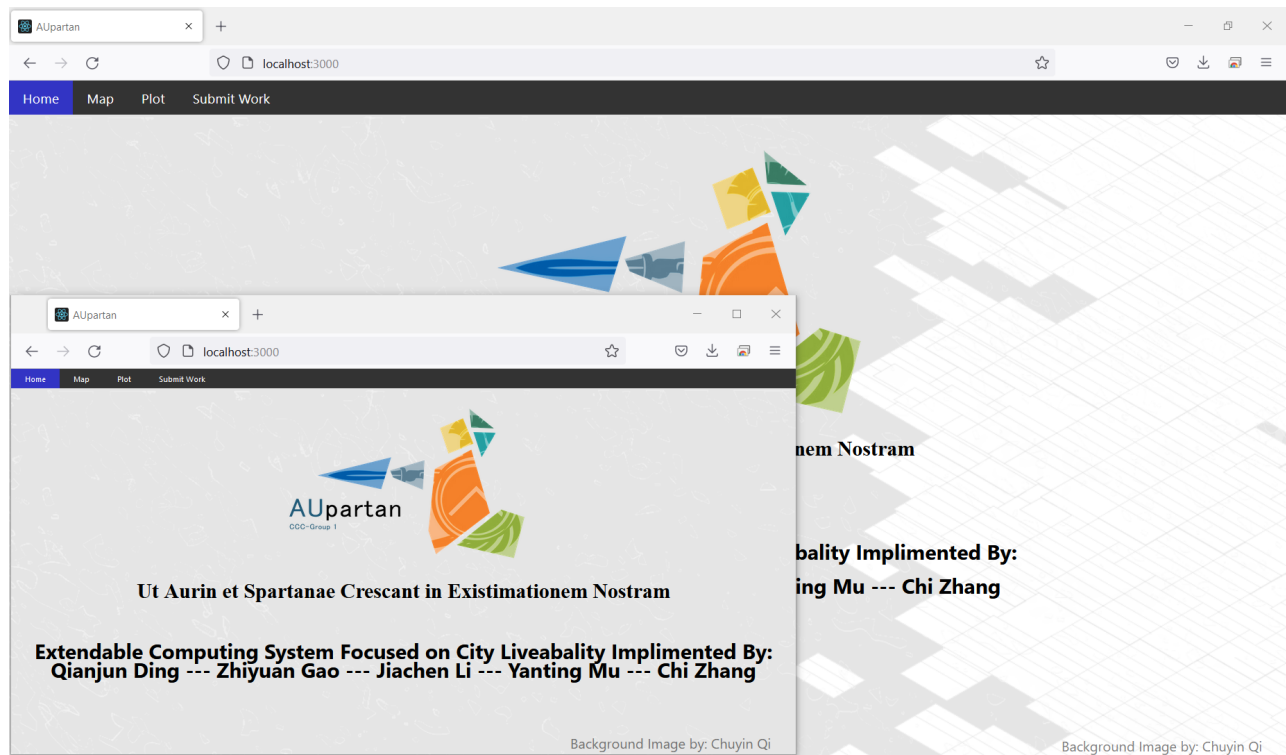 AUpartan
localhost:3000
Home Map Plot Submit Work
nem Nostram
bality Implimented By:
ing Mu --- Chi Zhang
Background Image by: Chuyin Qi
AUpartan
localhost:3000
Home Map Plot Submit Work
AUpartan
CCC-Group 1
Ut Aurin et Spartanae Crescant in Existimationem Nostram
Extendable Computing System Focused on City Liveabality Implimented By:
Qianjun Ding --- Zhiyuan Gao --- Jiachen Li --- Yanting Mu --- Chi Zhang
Background Image by: Chuyin Qi